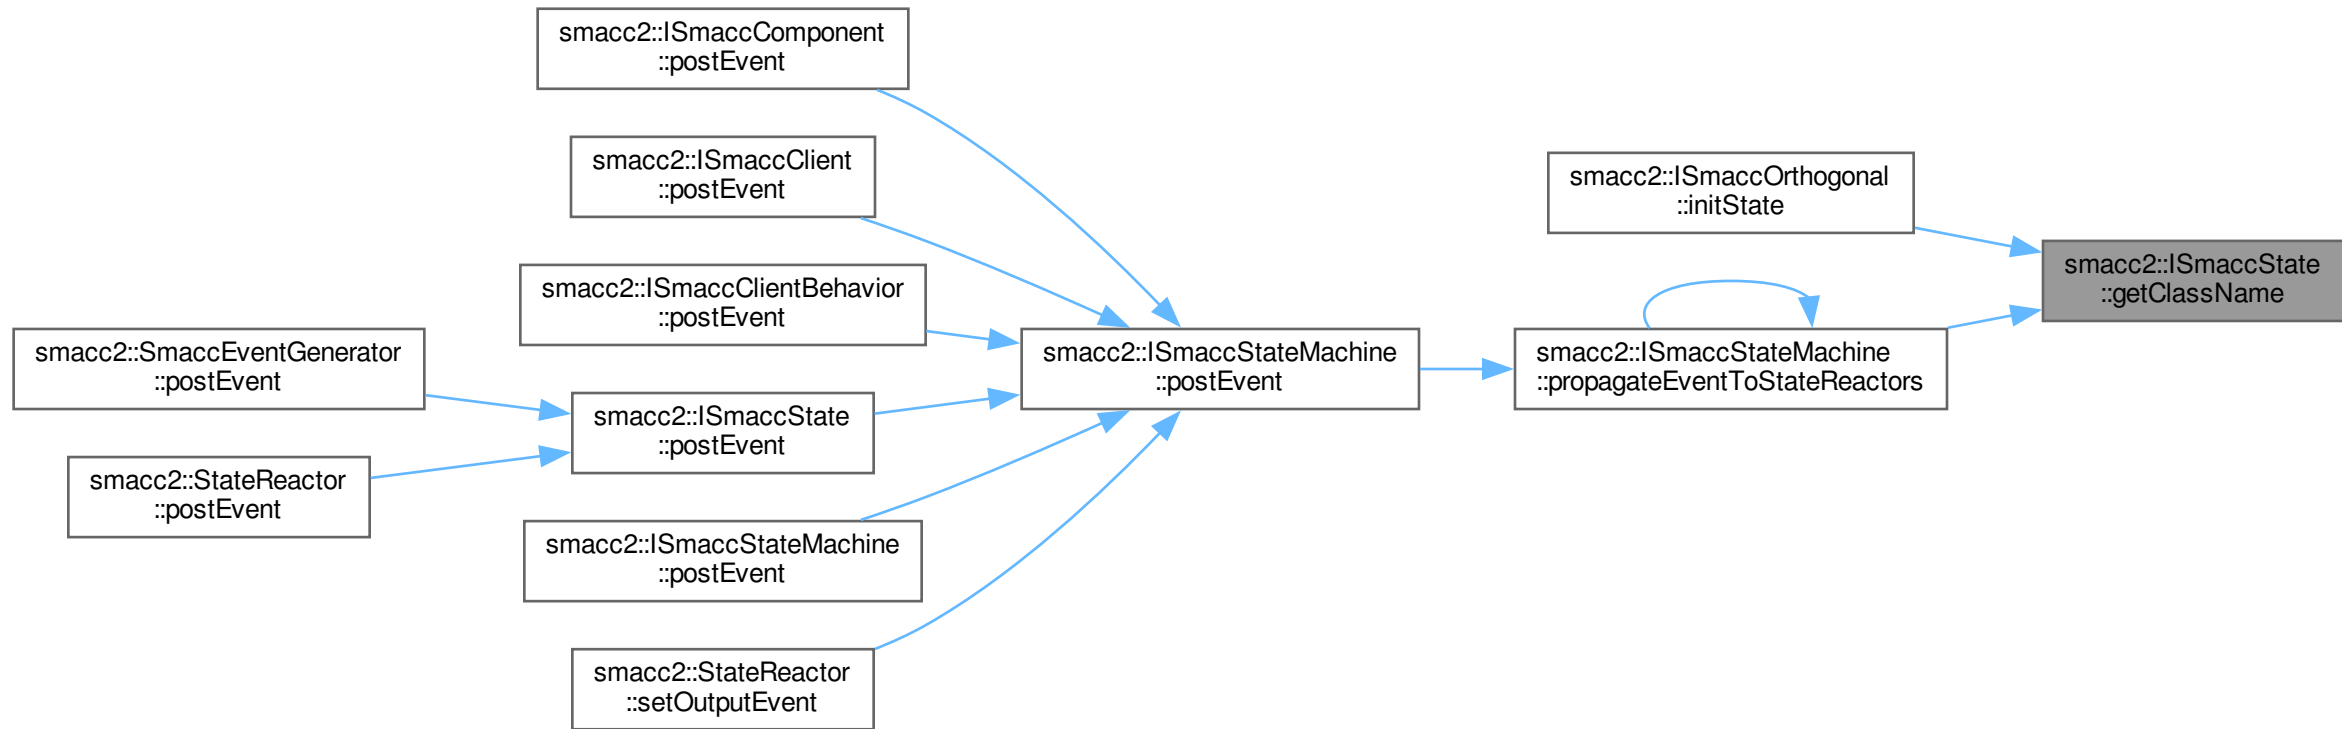 smacc2::ISmaccComponent
::postEvent
smacc2::ISmaccClient
::postEvent
smacc2::ISmaccClientBehavior
::postEvent
smacc2::SmaccEventGenerator
::postEvent
smacc2::ISmaccState
::postEvent
smacc2::StateReactor
::postEvent
smacc2::ISmaccStateMachine
::postEvent
smacc2::StateReactor
::setOutputEvent
smacc2::ISmaccStateMachine
::postEvent
smacc2::ISmaccOrthogonal
::initState
smacc2::ISmaccStateMachine
::propagateEventToStateReactors
smacc2::ISmaccState
::getClassName